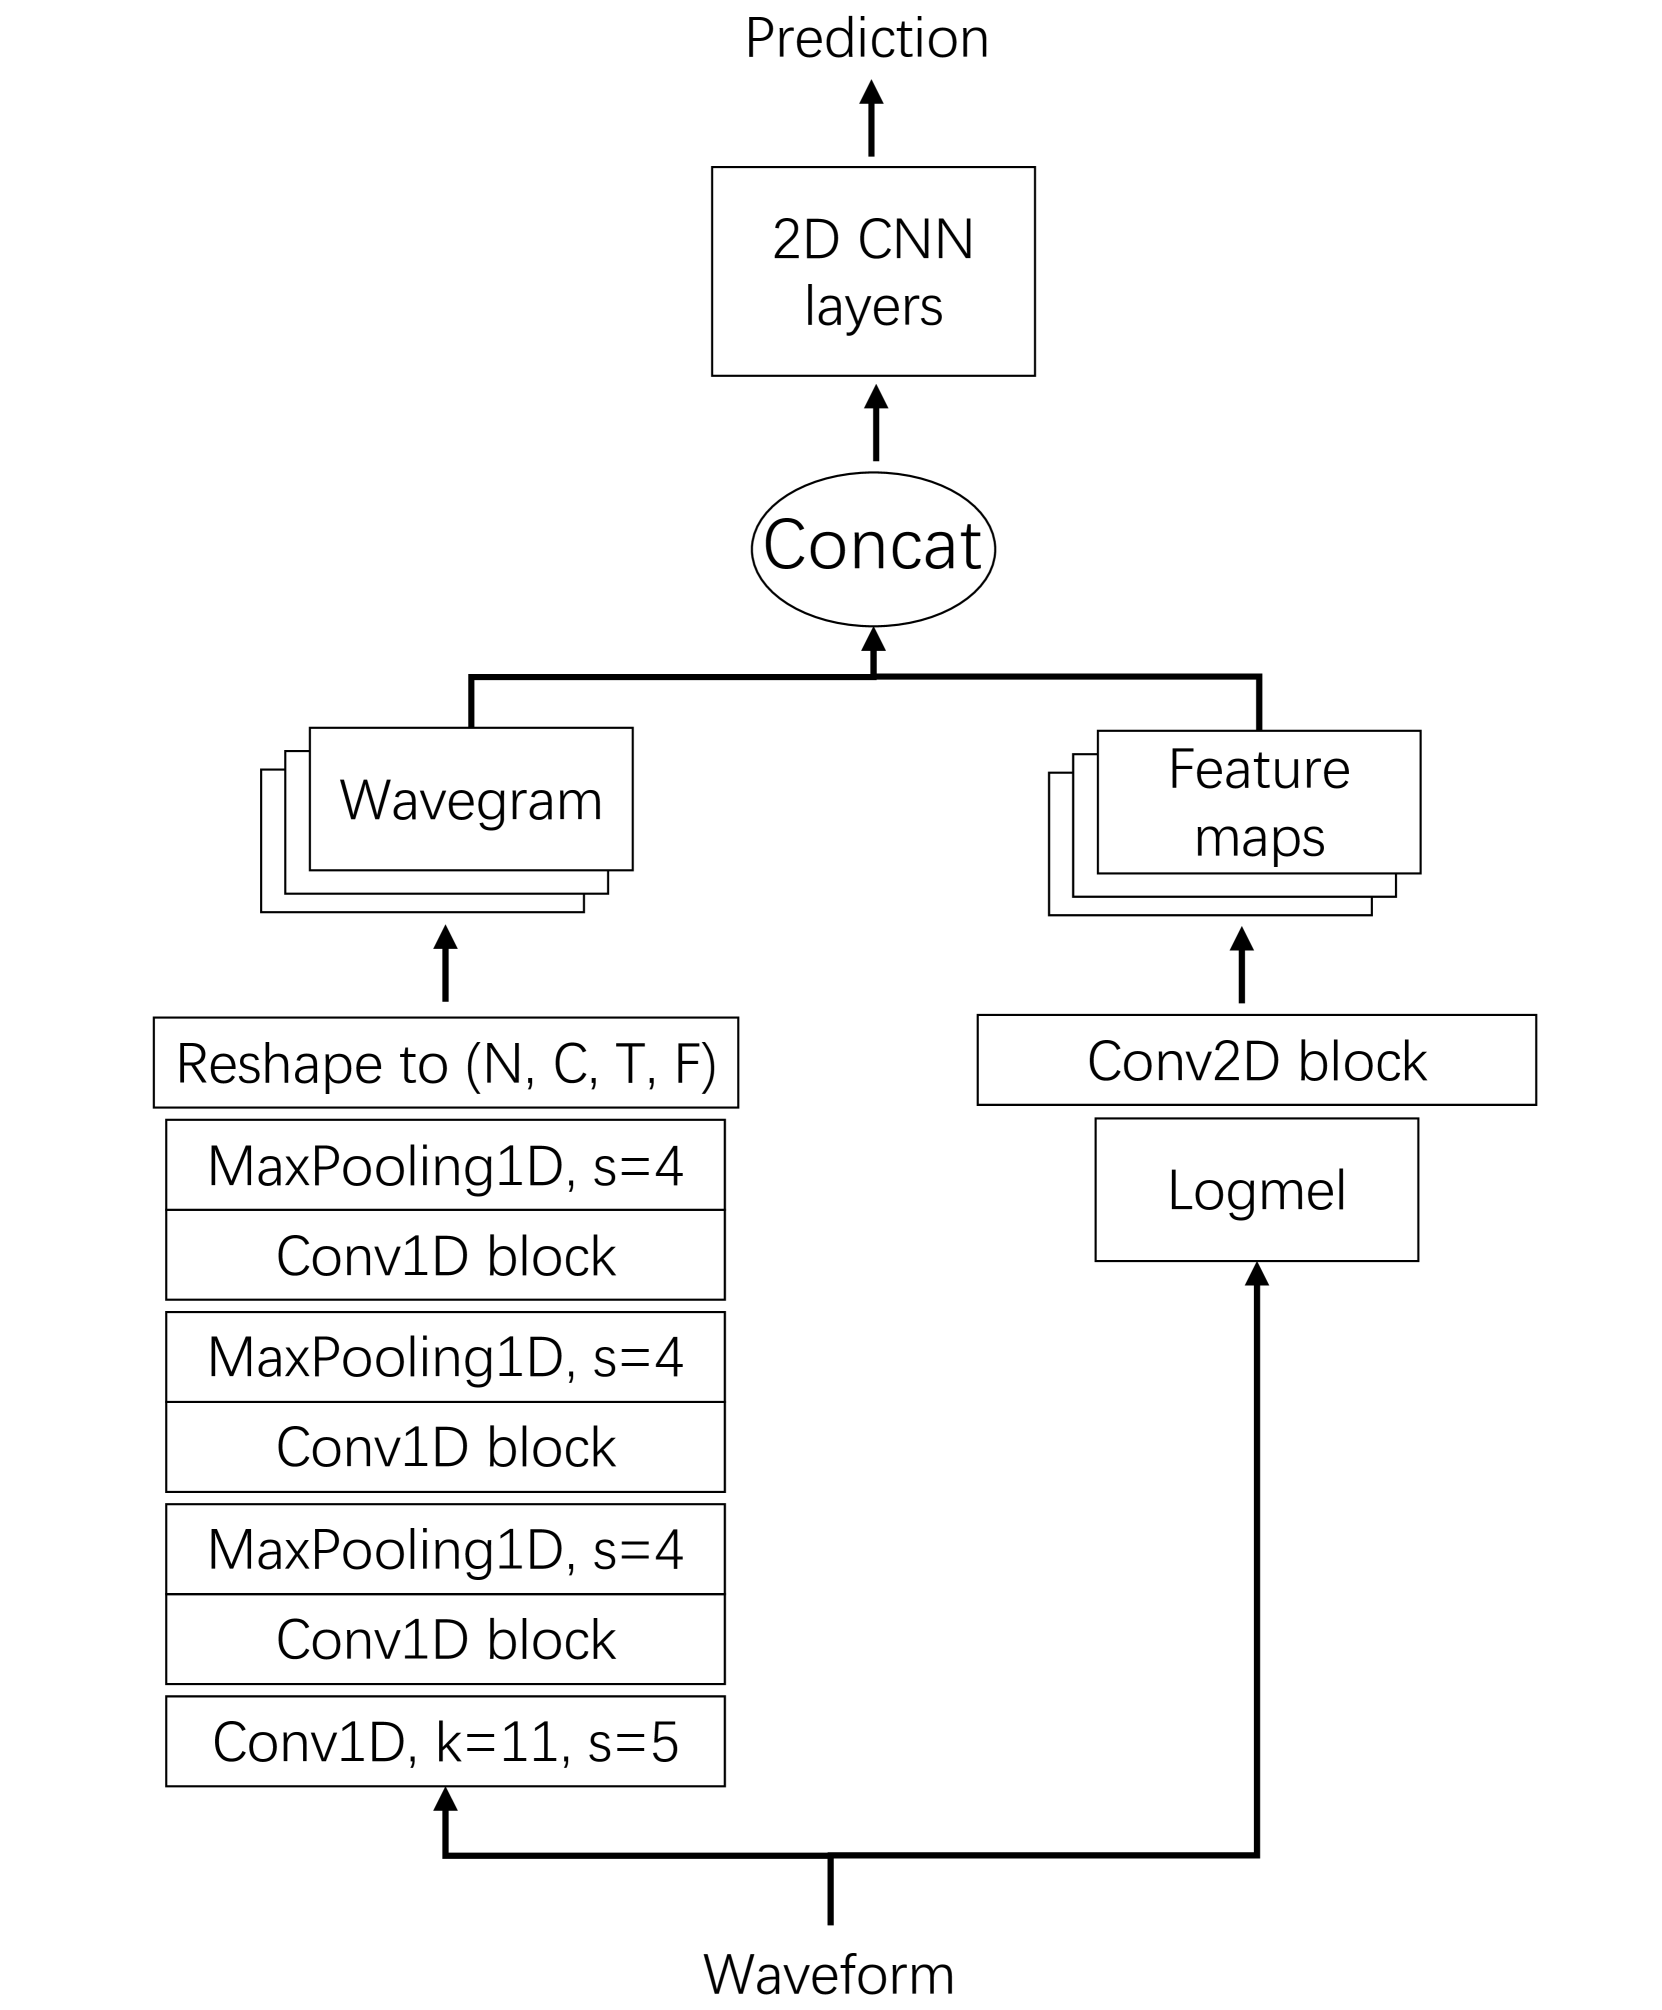 Prediction
2D CNN
layers
Concat
Wavegram
Feature
maps
Reshape to (N, C, T, F)
MaxPooling1D, s=4
Conv1D block
MaxPooling1D, s=4
Conv1D block
MaxPooling1D, s=4
Conv1D block
Conv1D, k=11, s=5
Conv2D block
Logmel
Waveform